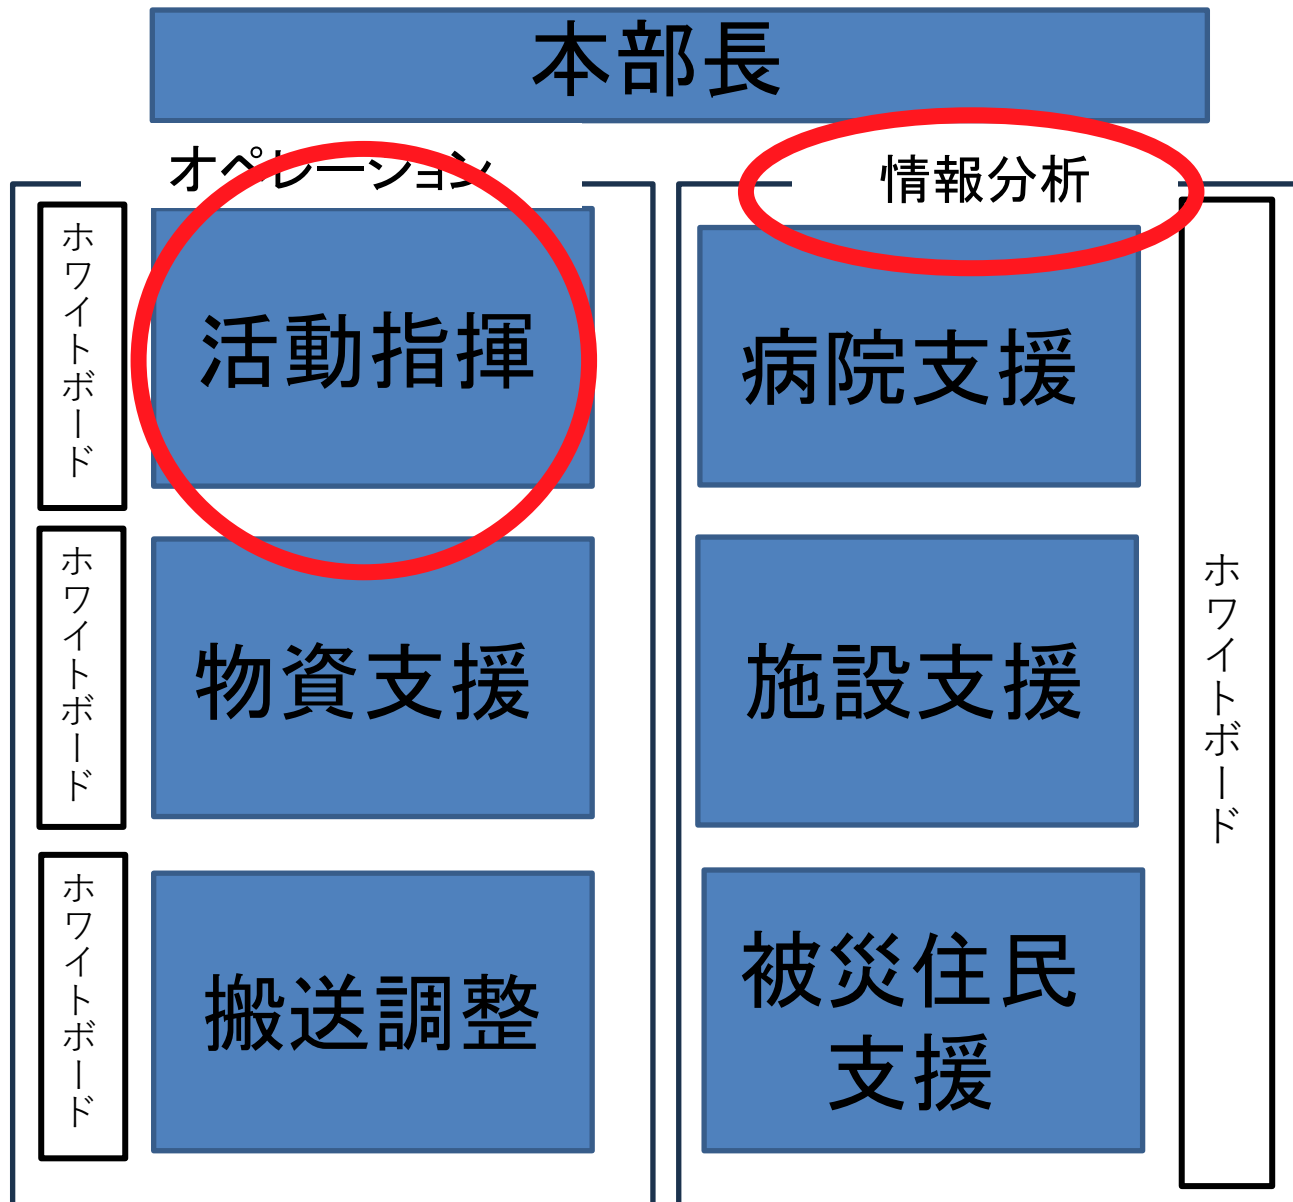 本部長
オペレーション
情報分析
ホワイトボード
活動指揮
病院支援
ホワイトボード
物資支援
施設支援
ホワイトボード
ホワイトボード
搬送調整
被災住民
支援